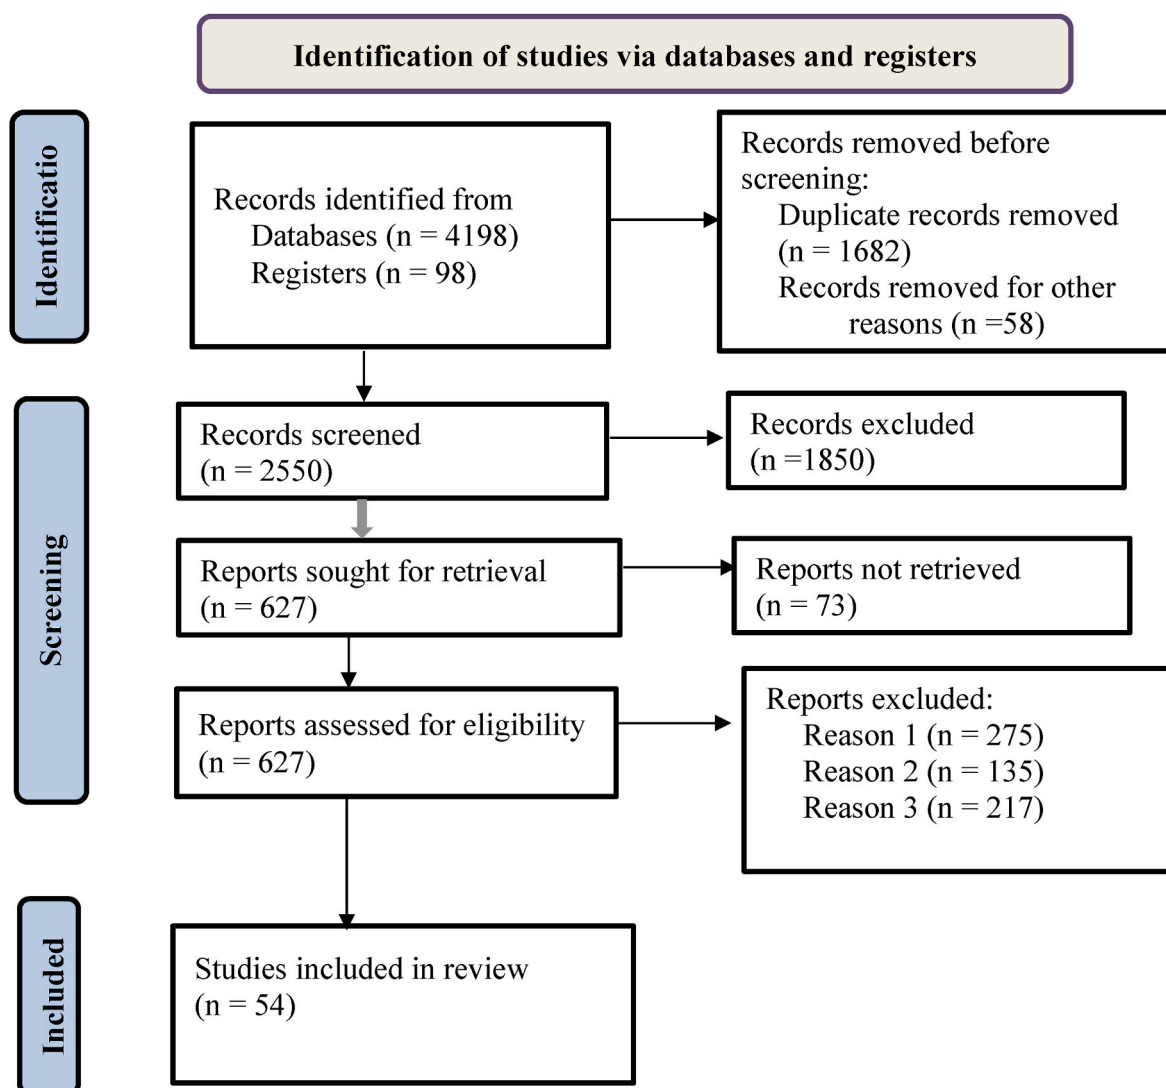 Identification of studies via databases and registers
Identificatio
Records identified from
Databases (n = 4198)
Registers (n = 98)
Records removed before
screening:
Duplicate records removed
(n = 1682)
Records removed for other
reasons (n =58)
Screening
Records screened
(n = 2550)
Records excluded
(n =1850)
Reports sought for retrieval
(n = 627)
Reports not retrieved
(n = 73)
Reports assessed for eligibility
(n = 627)
Reports excluded:
Reason 1 (n = 275)
Reason 2 (n = 135)
Reason 3 (n = 217)
Included
Studies included in review
(n = 54)